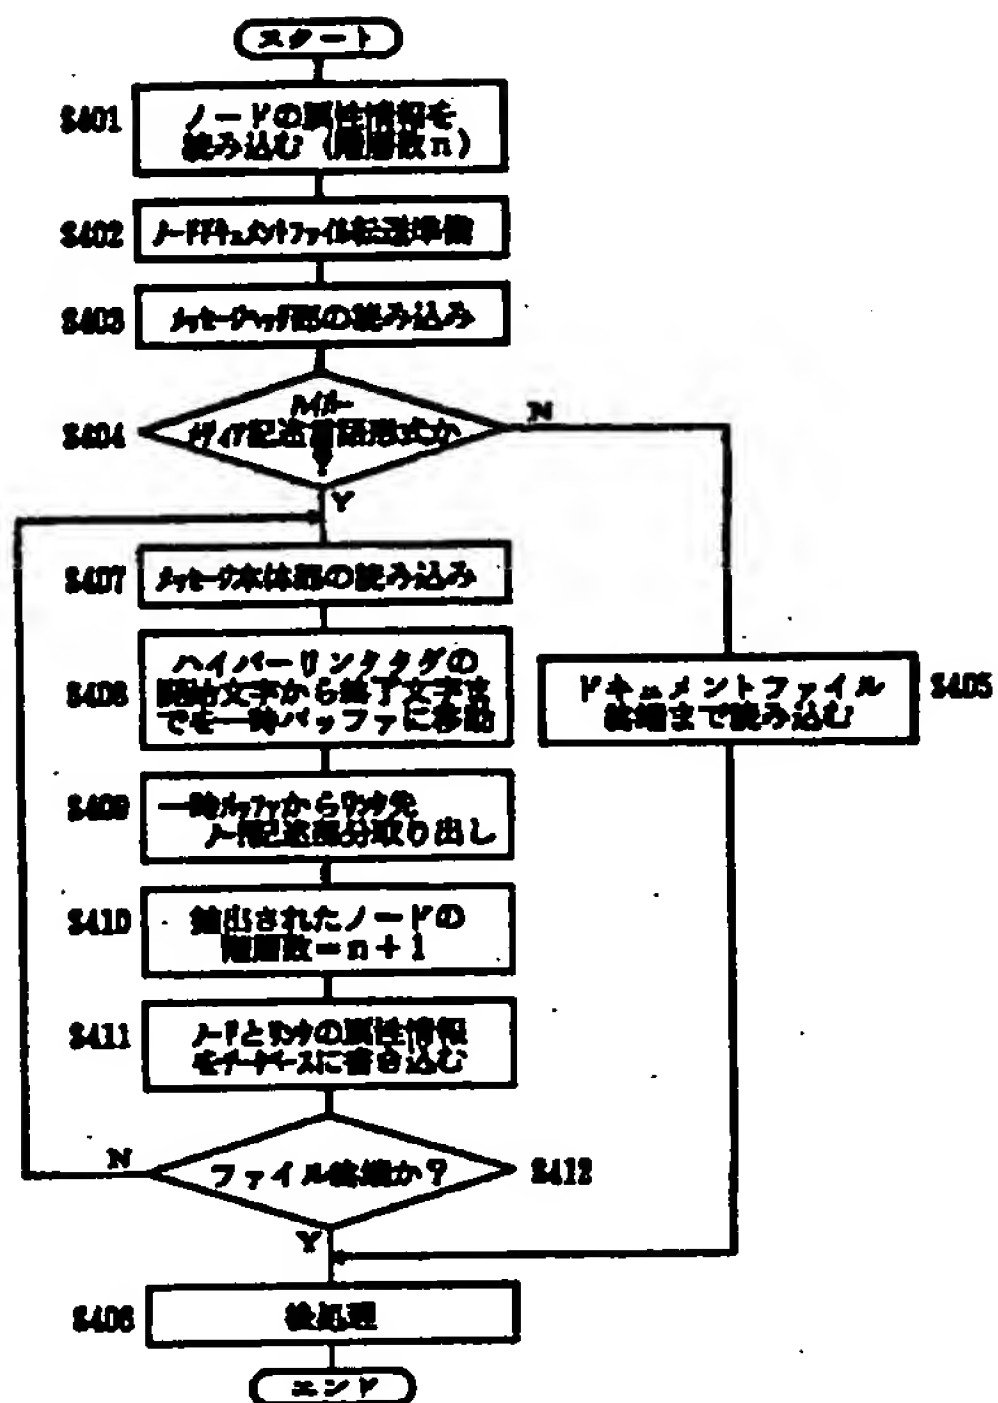 スタート
S401
ノードの属性情報を
読み込む（階層数n）
S402
ノードドキュメントファイル転送準備
S403
メッセージヘッダ部の読み込み
S404
ハイパー
メディア記述言語形式か
?
N
Y
S407
メッセージ本体部の読み込み
S408
ハイパーリンクタグの
開始文字から終了文字ま
でを一時バッファに移動
ドキュメントファイル
終端まで読み込む
S405
S409
一時バッファからリンク先
ノード記述部分取り出し
S410
抽出されたノードの
階層数＝n＋1
S411
ノードとリンクの属性情報
をデータベースに書き込む
N
ファイル終端か?
S412
Y
S406
後処理
エンド